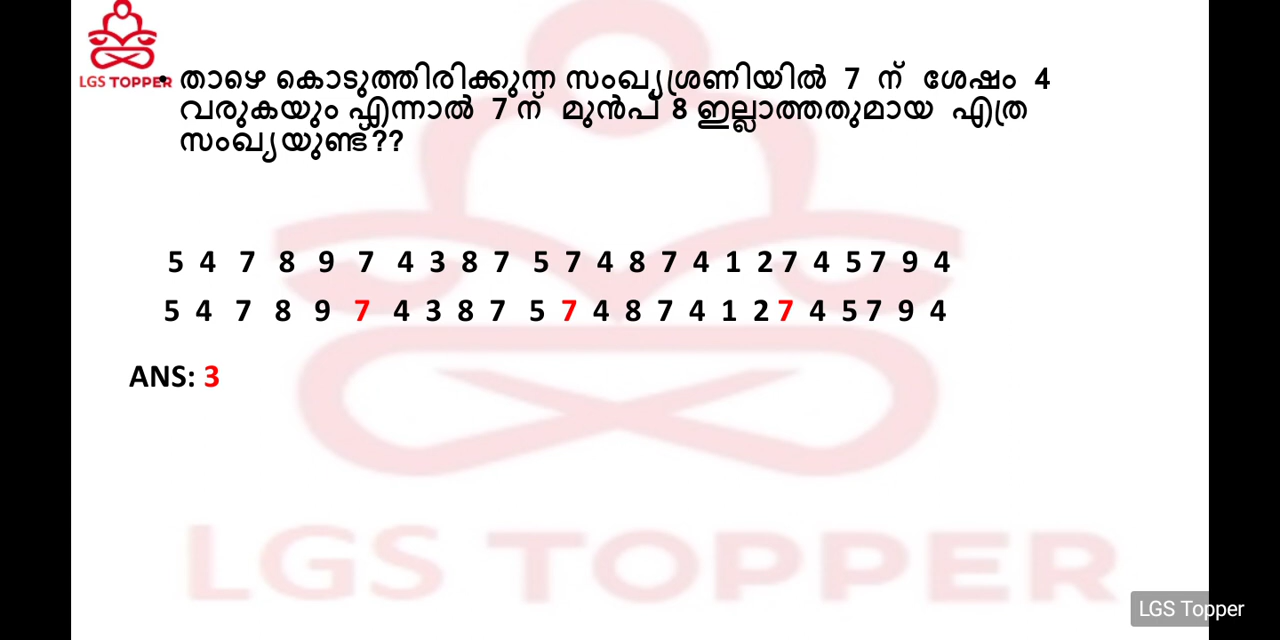 LGS TOPPER
• താഴെ കൊടുത്തിരിക്കുന്ന സംഖ്യശ്രണിയിൽ 7 ന് ശേഷം 4
വരുകയും എന്നാൽ 7 ന് മുൻപ് 8 ഇല്ലാത്തതുമായ എത്ര
സംഖ്യയുണ്ട്??
5 4 7 8 9 7 4 3 8 7 5 7 4 8 7 4 1 2 7 4 5 7 9 4
5 4 7 8 9 7 4 3 8 7 5 7 4 8 7 4 1 2 7 4 5 7 9 4
ANS: 3
LGS TOPPER
LGS Topper